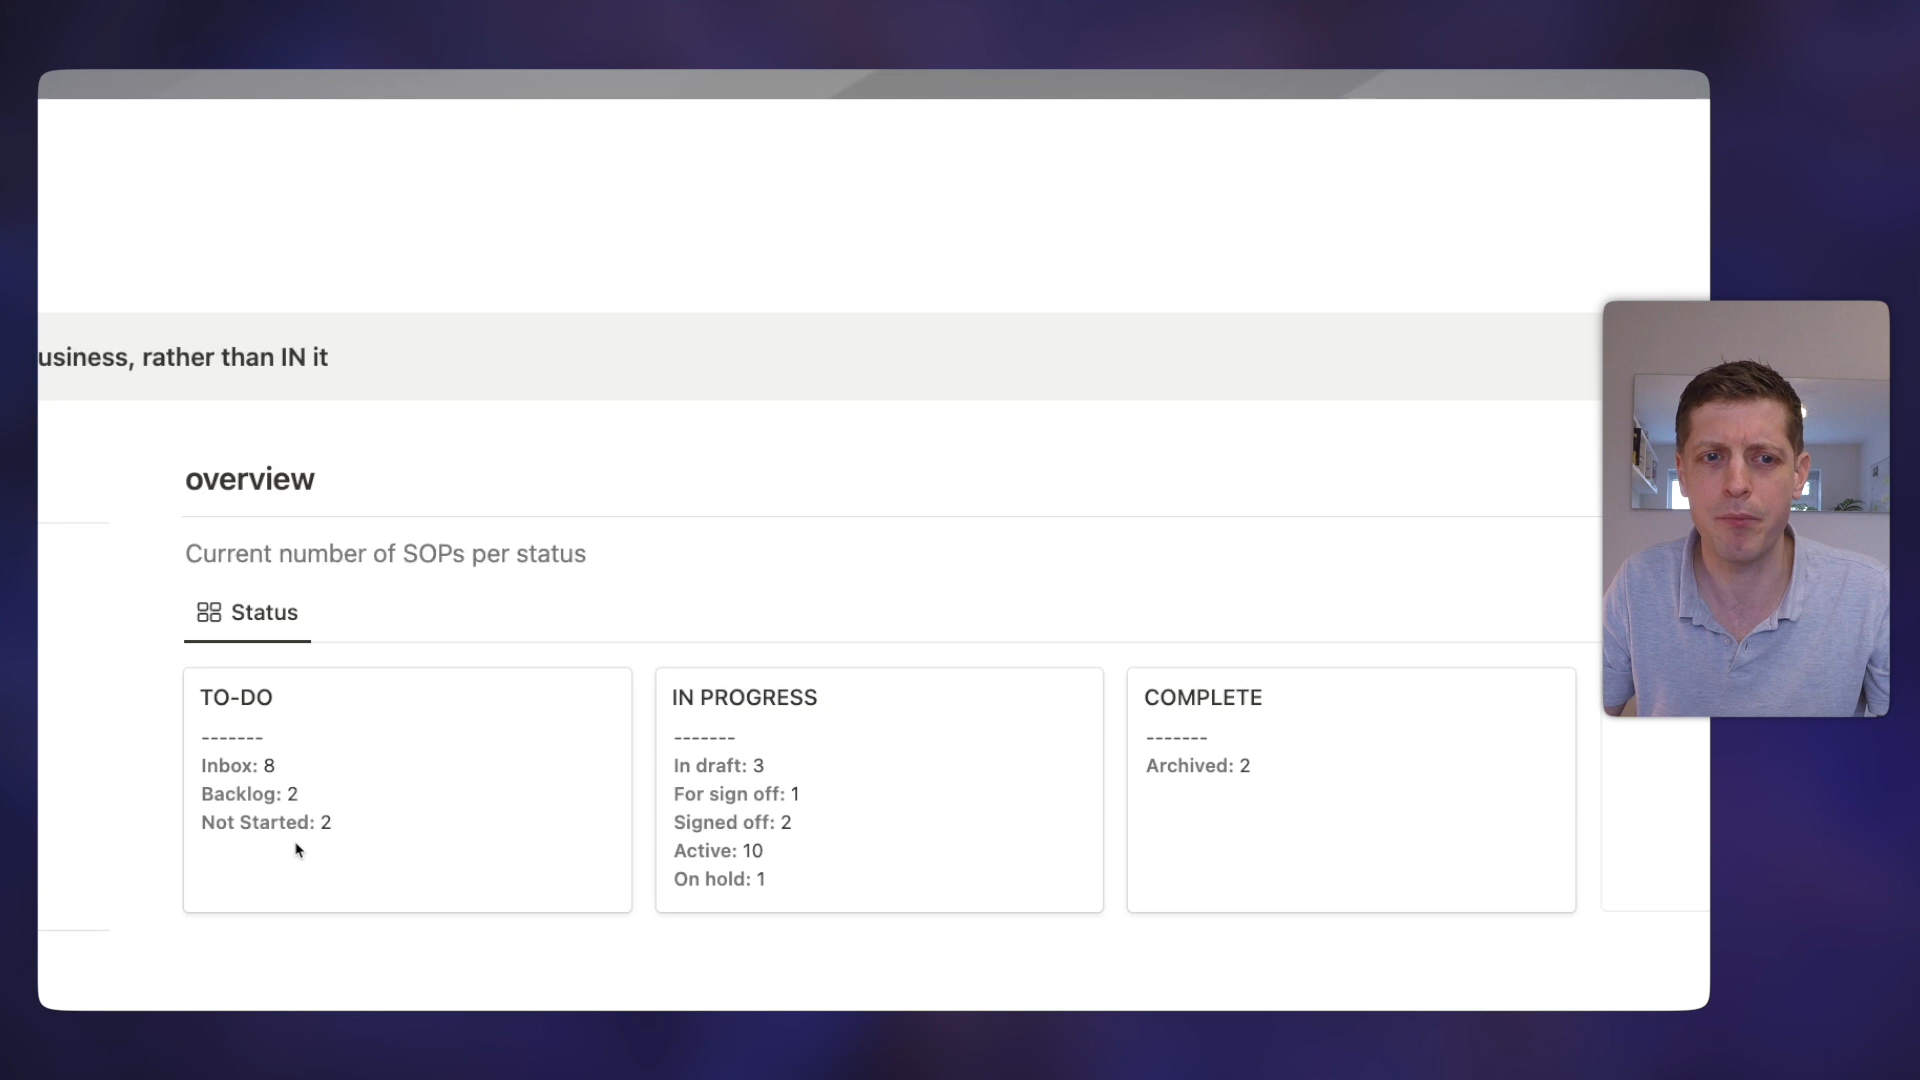 usiness, rather than IN it
overview
Current number of SOPs per status
Status
TO-DO
-------
Inbox: 8
Backlog: 2
Not Started: 2
IN PROGRESS
-------
In draft: 3
For sign off: 1
Signed off: 2
Active: 10
On hold: 1
COMPLETE
-------
Archived: 2